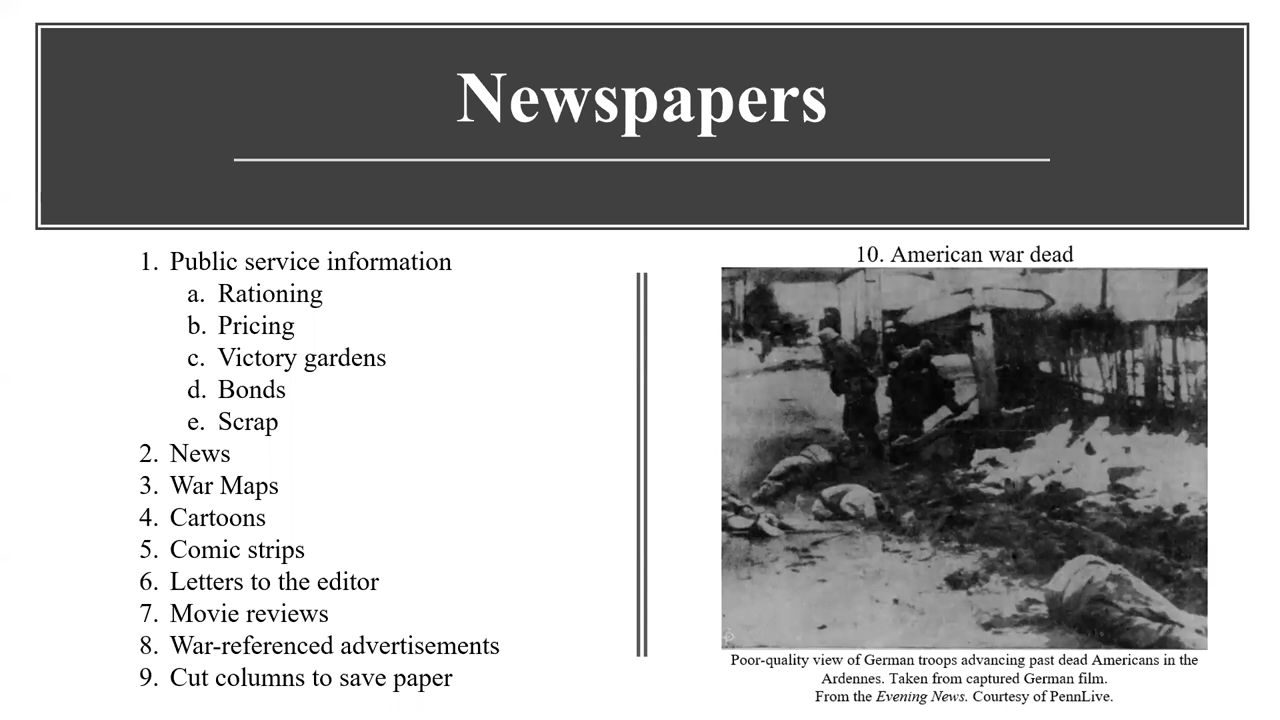 Newspapers
1. Public service information
a. Rationing
b. Pricing
c. Victory gardens
d. Bonds
e. Scrap
2. News
3. War Maps
4. Cartoons
5. Comic strips
6. Letters to the editor
7. Movie reviews
8. War-referenced advertisements
9. Cut columns to save paper
10. American war dead
Poor-quality view of German troops advancing past dead Americans in the
Ardennes. Taken from captured German film.
From the Evening News. Courtesy of PennLive.